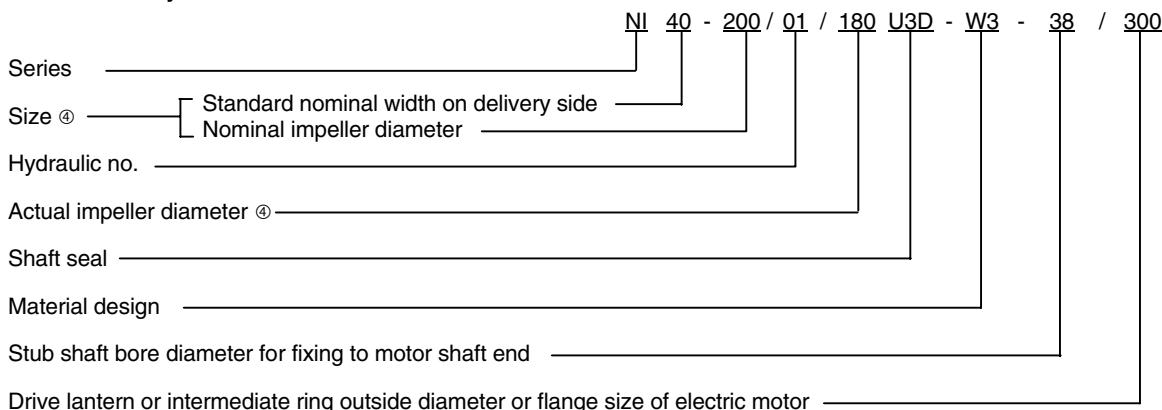 NI 40 - 200 / 01 / 180 U3D - W3 - 38 / 300
Series
Size ④
Standard nominal width on delivery side
Nominal impeller diameter
Hydraulic no.
Actual impeller diameter ④
Shaft seal
Material design
Stub shaft bore diameter for fixing to motor shaft end
Drive lantern or intermediate ring outside diameter or flange size of electric motor